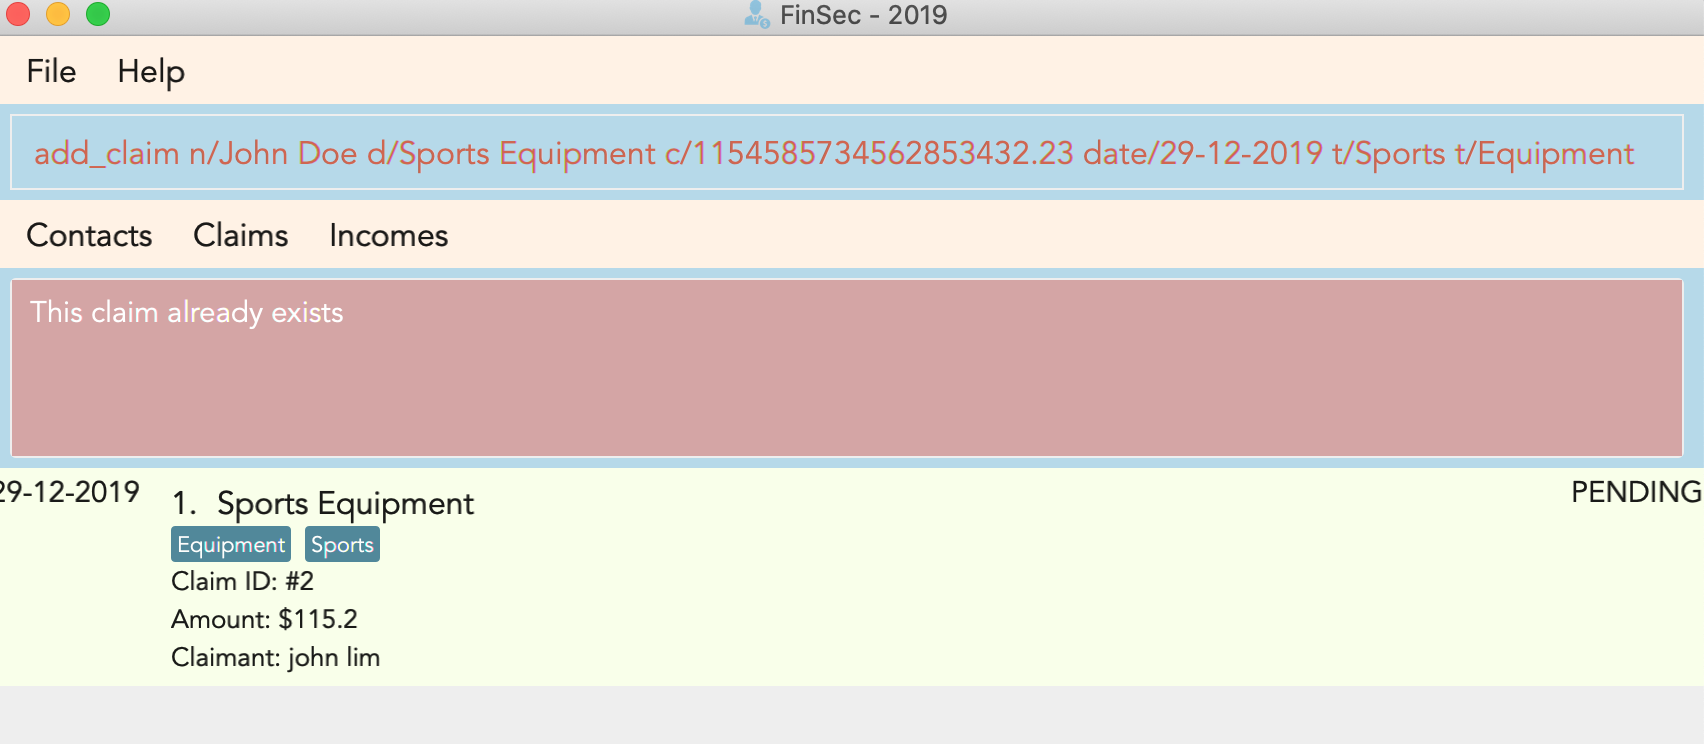 FinSec - 2019
File Help
add_claim n/John Doe d/Sports Equipment c/1154585734562853432.23 date/29-12-2019 t/Sports t/Equipment
Contacts Claims Incomes
This claim already exists
29-12-2019 1. Sports Equipment PENDING
Equipment Sports
Claim ID: #2
Amount: $115.2
Claimant: john lim